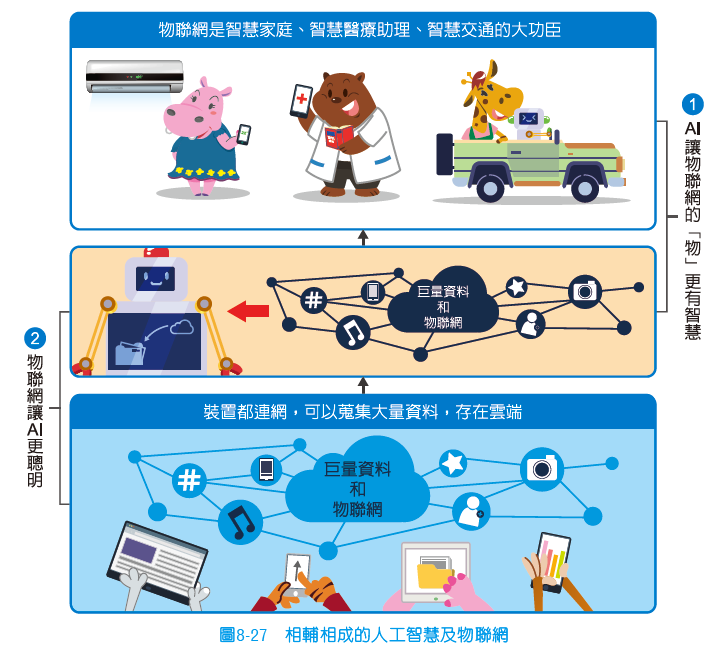 物聯網是智慧家庭、智慧醫療助理、智慧交通的大功臣
1
AI讓物聯網的「物」更有智慧
巨量資料
和
物聯網
#
2
物聯網讓AI更聰明
裝置都連網，可以蒐集大量資料，存在雲端
巨量資料
和
物聯網
#
圖8-27 相輔相成的人工智慧及物聯網